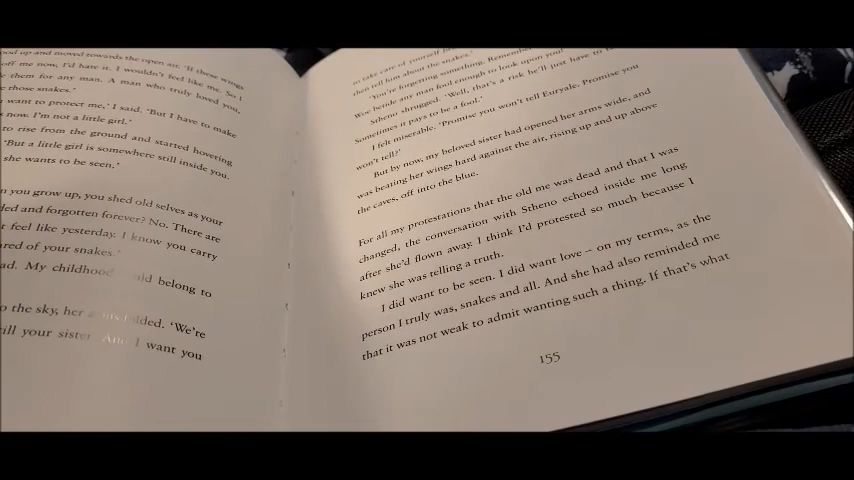 ood up and moved towards the open air. 'If these wings
off me now, I'd hate it. I wouldn't feel like me. So I
them for any man. A man who truly loved you,
those snakes.'
want to protect me,' I said. 'But I have to make
now. I'm not a little girl.'
to rise from the ground and started hovering
'But a little girl is somewhere still inside you.
she wants to be seen.'
n you grow up, you shed old selves as your
ded and forgotten forever? No. There are
t feel like yesterday. I know you carry
ared of your snakes.'
ad. My childhood belong to
o the sky, her 'We're
ill your sister And I want you
to take care of yourself
then tell him about the snakes.'
'You're forgetting something. Remember
Woe betide any man fool enough to look upon you!'
Stheno shrugged. 'Well, that's a risk he'll just have to
Sometimes it pays to be a fool.'
I felt miserable. 'Promise you won't tell Euryale. Promise you
won't tell?'
But by now, my beloved sister had opened her arms wide, and
was beating her wings hard against the air, rising up and up above
the caves, off into the blue.
For all my protestations that the old me was dead and that I was
changed, the conversation with Stheno echoed inside me long
after she'd flown away. I think I'd protested so much because I
knew she was telling a truth.
I did want to be seen. I did want love – on my terms, as the
person I truly was, snakes and all. And she had also reminded me
that it was not weak to admit wanting such a thing. If that's what
155